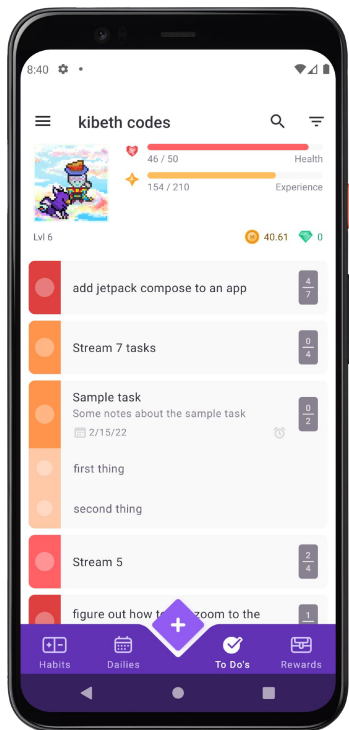 8:40
kibeth codes
46 / 50 Health
154 / 210 Experience
Lvl 6
40.61 0
add jetpack compose to an app
4
7
Stream 7 tasks
0
4
Sample task
Some notes about the sample task
0
2
2/15/22
first thing
second thing
Stream 5
2
4
figure out how to zoom to the
1
+
Habits Dailies To Do's Rewards